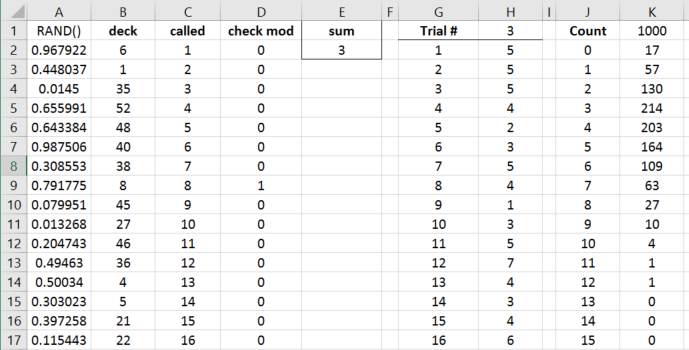 A B C D E F G H I J K
1 RAND() deck called check mod sum Trial # 3 Count 1000
2 0.967922 6 1 0 3 1 5 0 17
3 0.448037 1 2 0 2 5 1 57
4 0.0145 35 3 0 3 5 2 130
5 0.655991 52 4 0 4 4 3 214
6 0.643384 48 5 0 5 2 4 203
7 0.987506 40 6 0 6 3 5 164
8 0.308553 38 7 0 7 5 6 109
9 0.791775 8 8 1 8 4 7 63
10 0.079951 45 9 0 9 1 8 27
11 0.013268 27 10 0 10 3 9 10
12 0.204743 46 11 0 11 5 10 4
13 0.49463 36 12 0 12 7 11 1
14 0.50034 4 13 0 13 4 12 1
15 0.303023 5 14 0 14 3 13 0
16 0.397258 21 15 0 15 4 14 0
17 0.115443 22 16 0 16 6 15 0